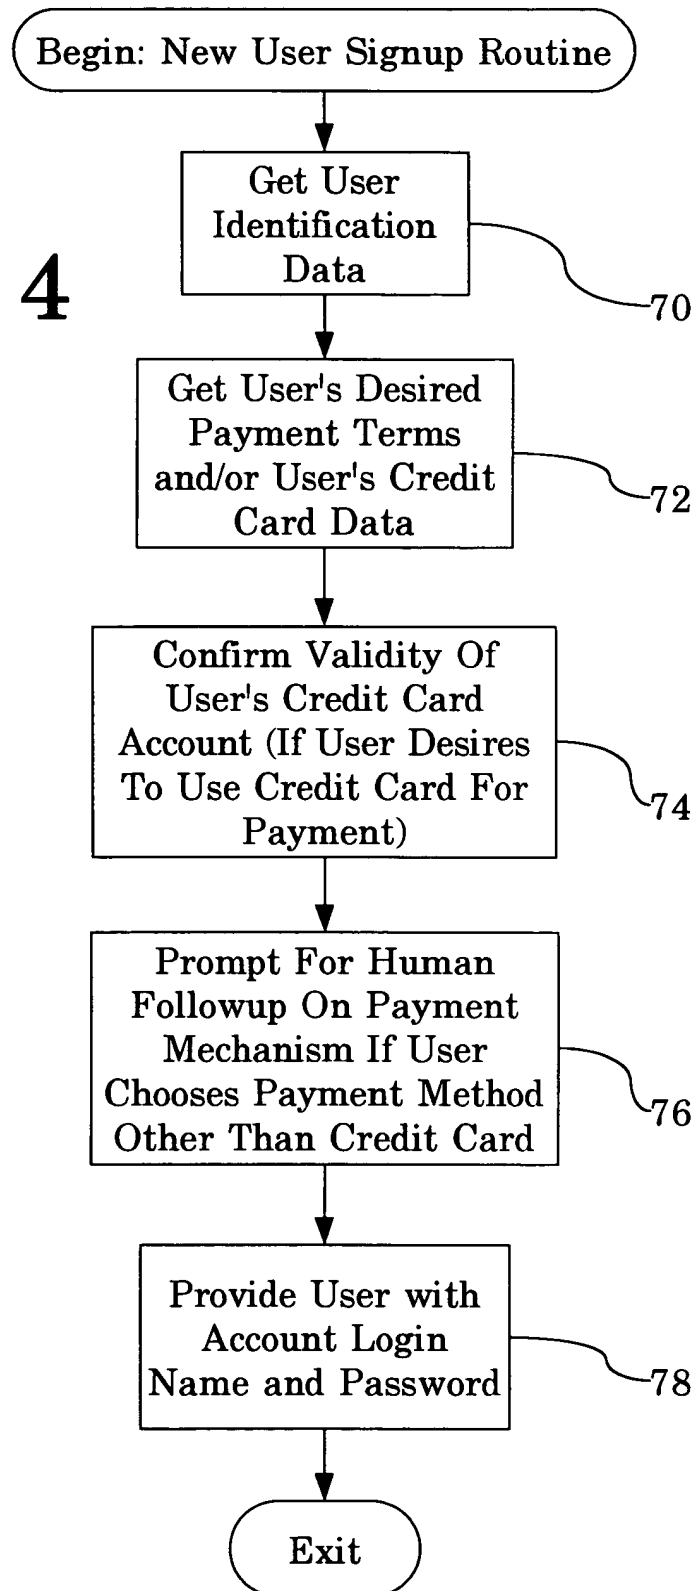 Begin: New User Signup Routine
Get User
Identification
Data
4
70
Get User's Desired
Payment Terms
and/or User's Credit
Card Data
72
Confirm Validity Of
User's Credit Card
Account (If User Desires
To Use Credit Card For
Payment)
74
Prompt For Human
Followup On Payment
Mechanism If User
Chooses Payment Method
Other Than Credit Card
76
Provide User with
Account Login
Name and Password
78
Exit